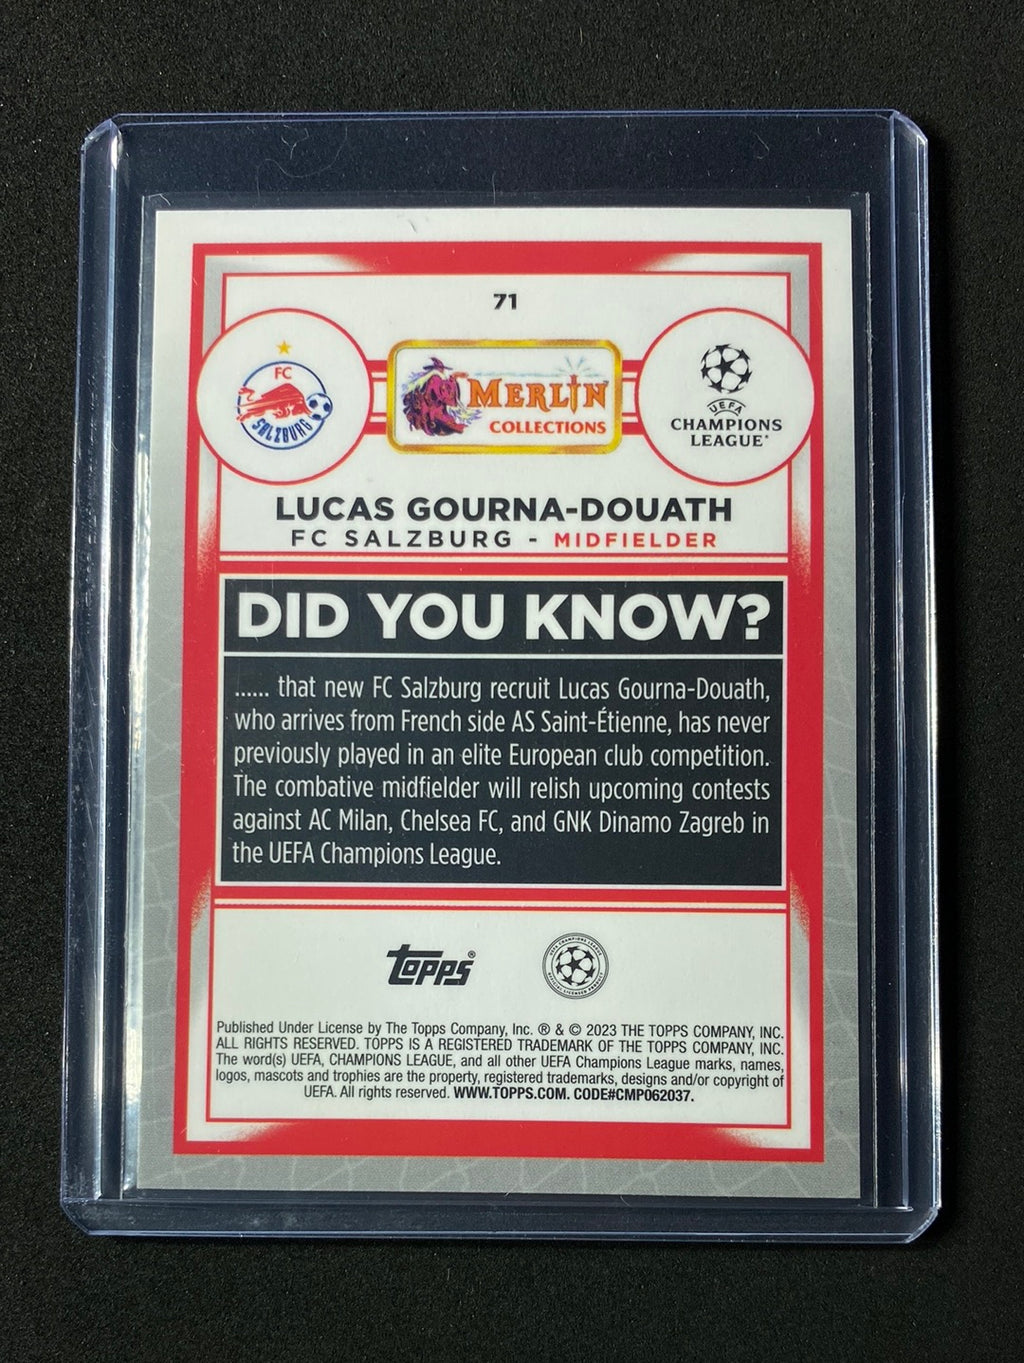 71
FC
SALZBURG
MERLIN
COLLECTIONS
UEFA
CHAMPIONS
LEAGUE®
LUCAS GOURNA-DOUATH
FC SALZBURG - MIDFIELDER
DID YOU KNOW?
...... that new FC Salzburg recruit Lucas Gourna-Douath,
who arrives from French side AS Saint-Étienne, has never
previously played in an elite European club competition.
The combative midfielder will relish upcoming contests
against AC Milan, Chelsea FC, and GNK Dinamo Zagreb in
the UEFA Champions League.
topps®
Published Under License by The Topps Company, Inc. ® & © 2023 THE TOPPS COMPANY, INC.
ALL RIGHTS RESERVED. TOPPS IS A REGISTERED TRADEMARK OF THE TOPPS COMPANY, INC.
The word(s) UEFA, CHAMPIONS LEAGUE, and all other UEFA Champions League marks, names,
logos, mascots and trophies are the property, registered trademarks, designs and/or copyright of
UEFA. All rights reserved. WWW.TOPPS.COM. CODE#CMP062037.